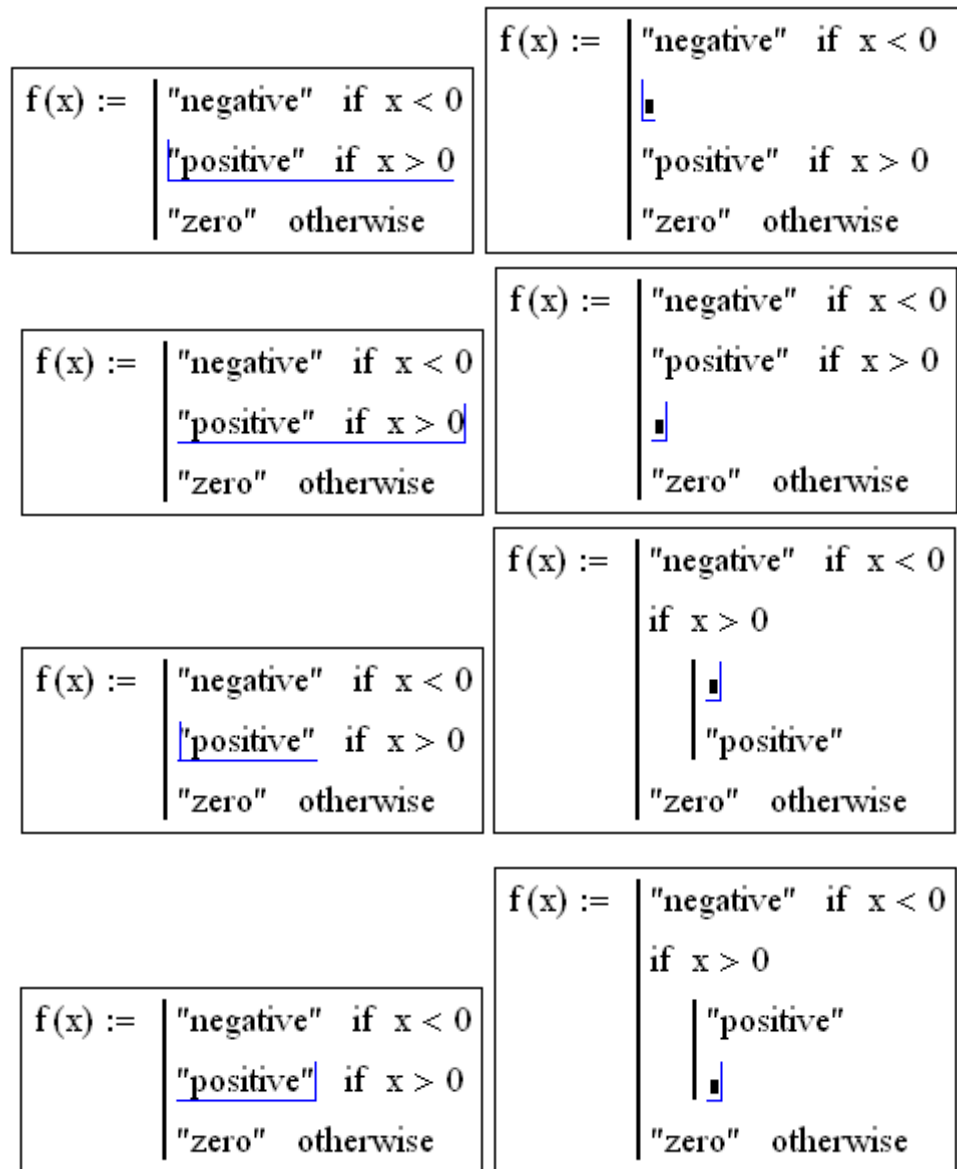 f(x) := "negative" if x < 0
"positive" if x > 0
"zero" otherwise
f(x) := "negative" if x < 0
"positive" if x > 0
"zero" otherwise
f(x) := "negative" if x < 0
"positive" if x > 0
"zero" otherwise
f(x) := "negative" if x < 0
"positive" if x > 0
"zero" otherwise
f(x) := "negative" if x < 0
"positive" if x > 0
"zero" otherwise
f(x) := "negative" if x < 0
if x > 0
"positive"
"zero" otherwise
f(x) := "negative" if x < 0
"positive" if x > 0
"zero" otherwise
f(x) := "negative" if x < 0
if x > 0
"positive"
"zero" otherwise